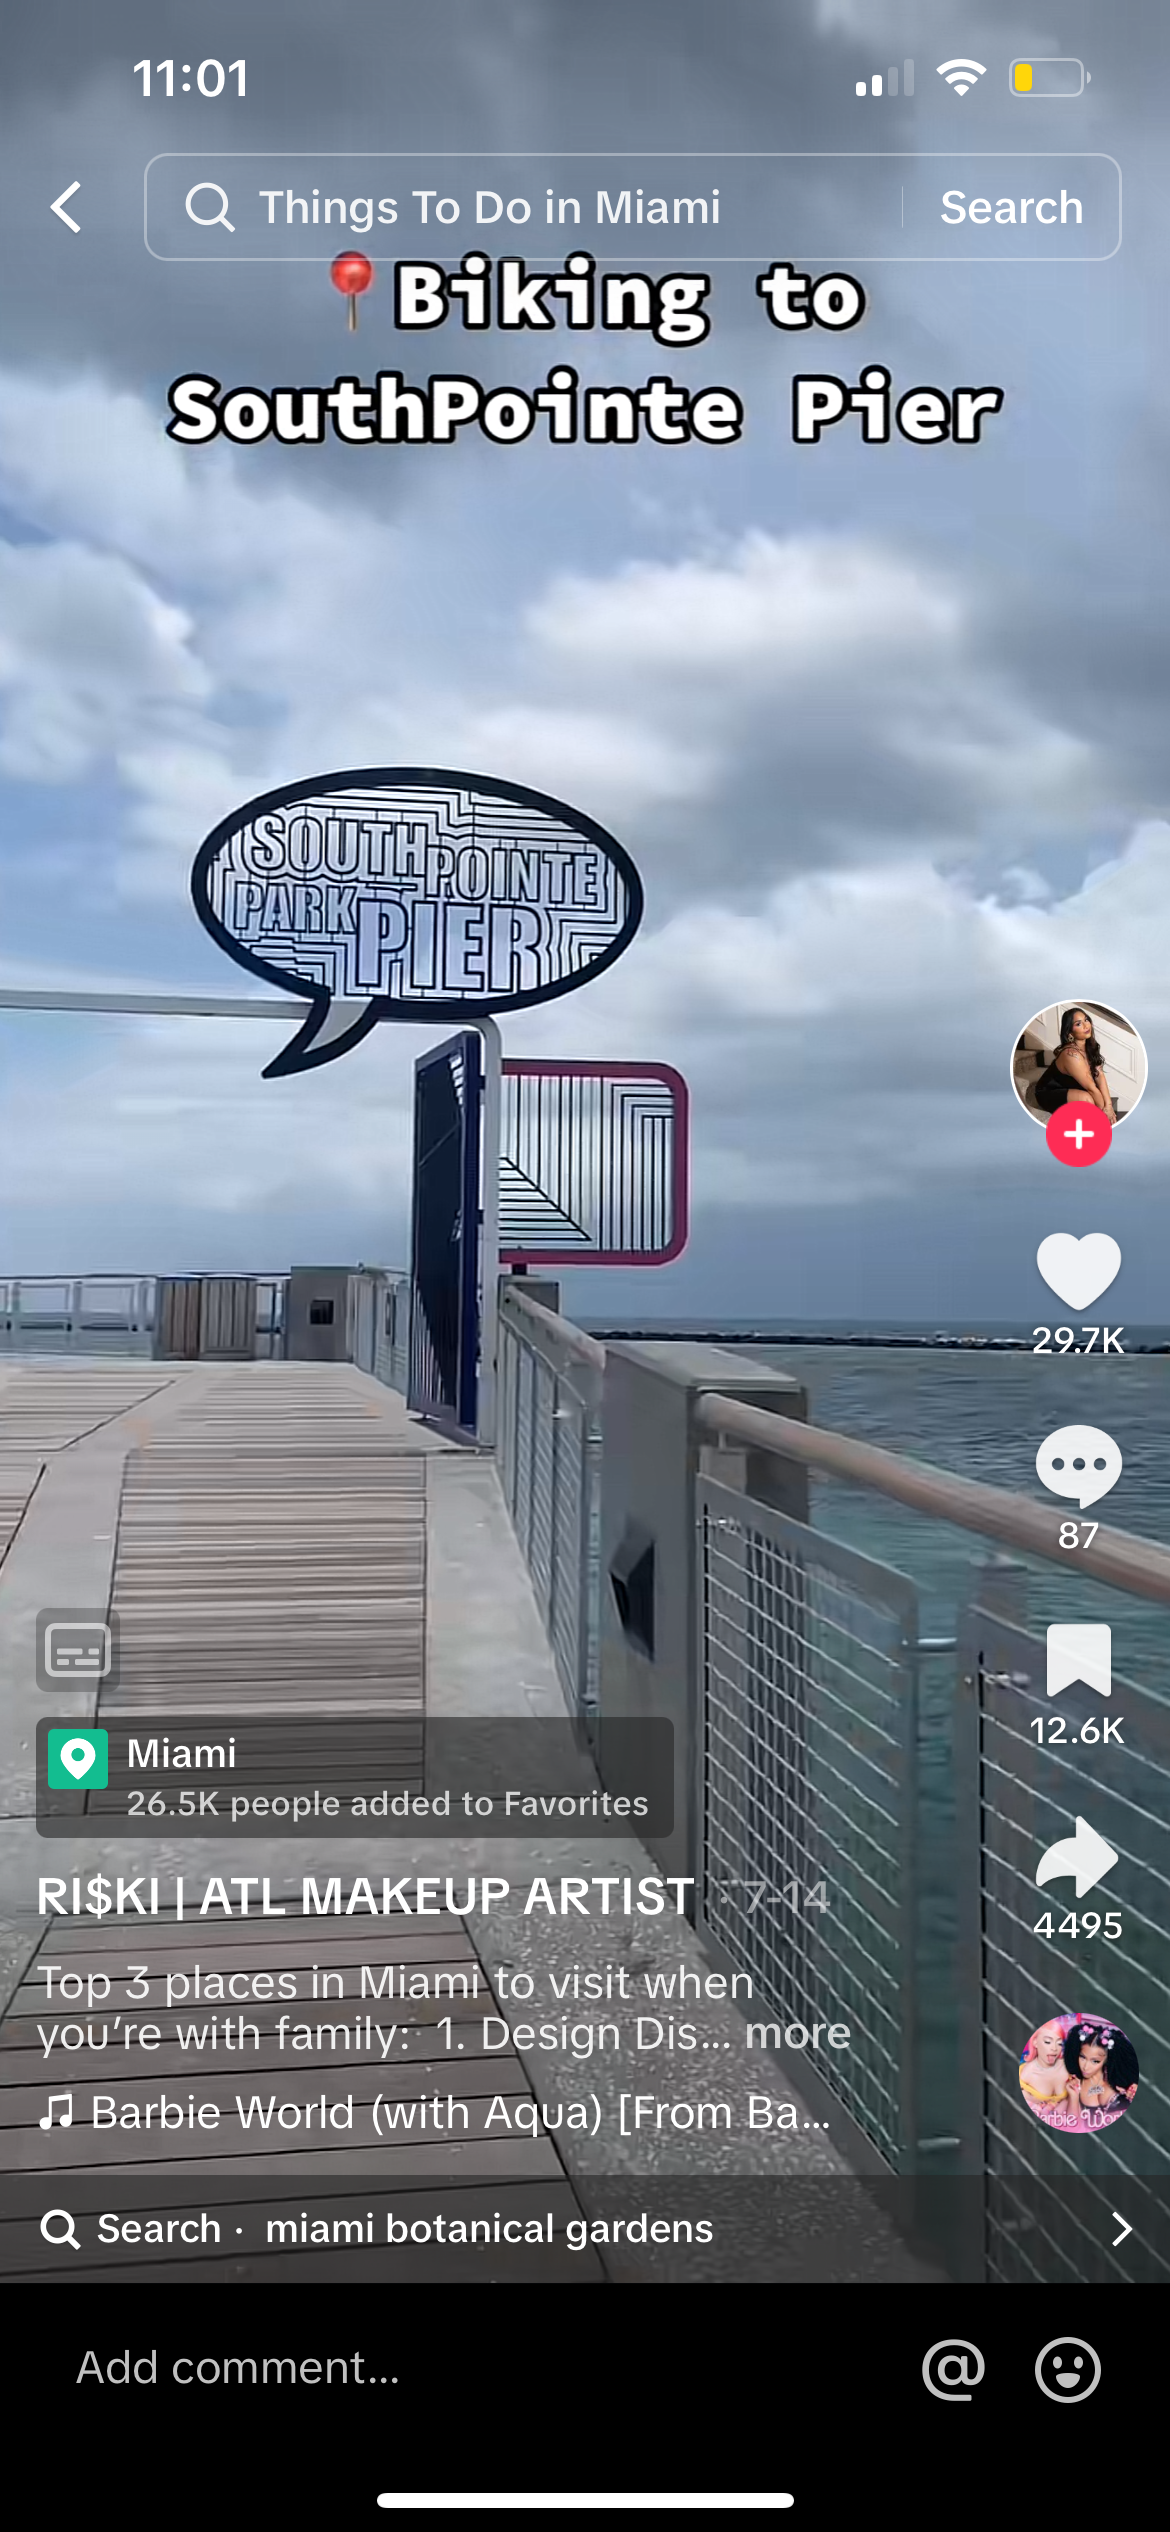 11:01
Things To Do in Miami
Search
📍Biking to
SouthPointe Pier
SOUTH POINTE
PARK PIER
29.7K
87
12.6K
Miami
26.5K people added to Favorites
RI$KI | ATL MAKEUP ARTIST · 7-14
4495
Top 3 places in Miami to visit when
you’re with family:  1. Design Dis... more
Barbie World (with Aqua) [From Ba...
Search · miami botanical gardens
Add comment...
@